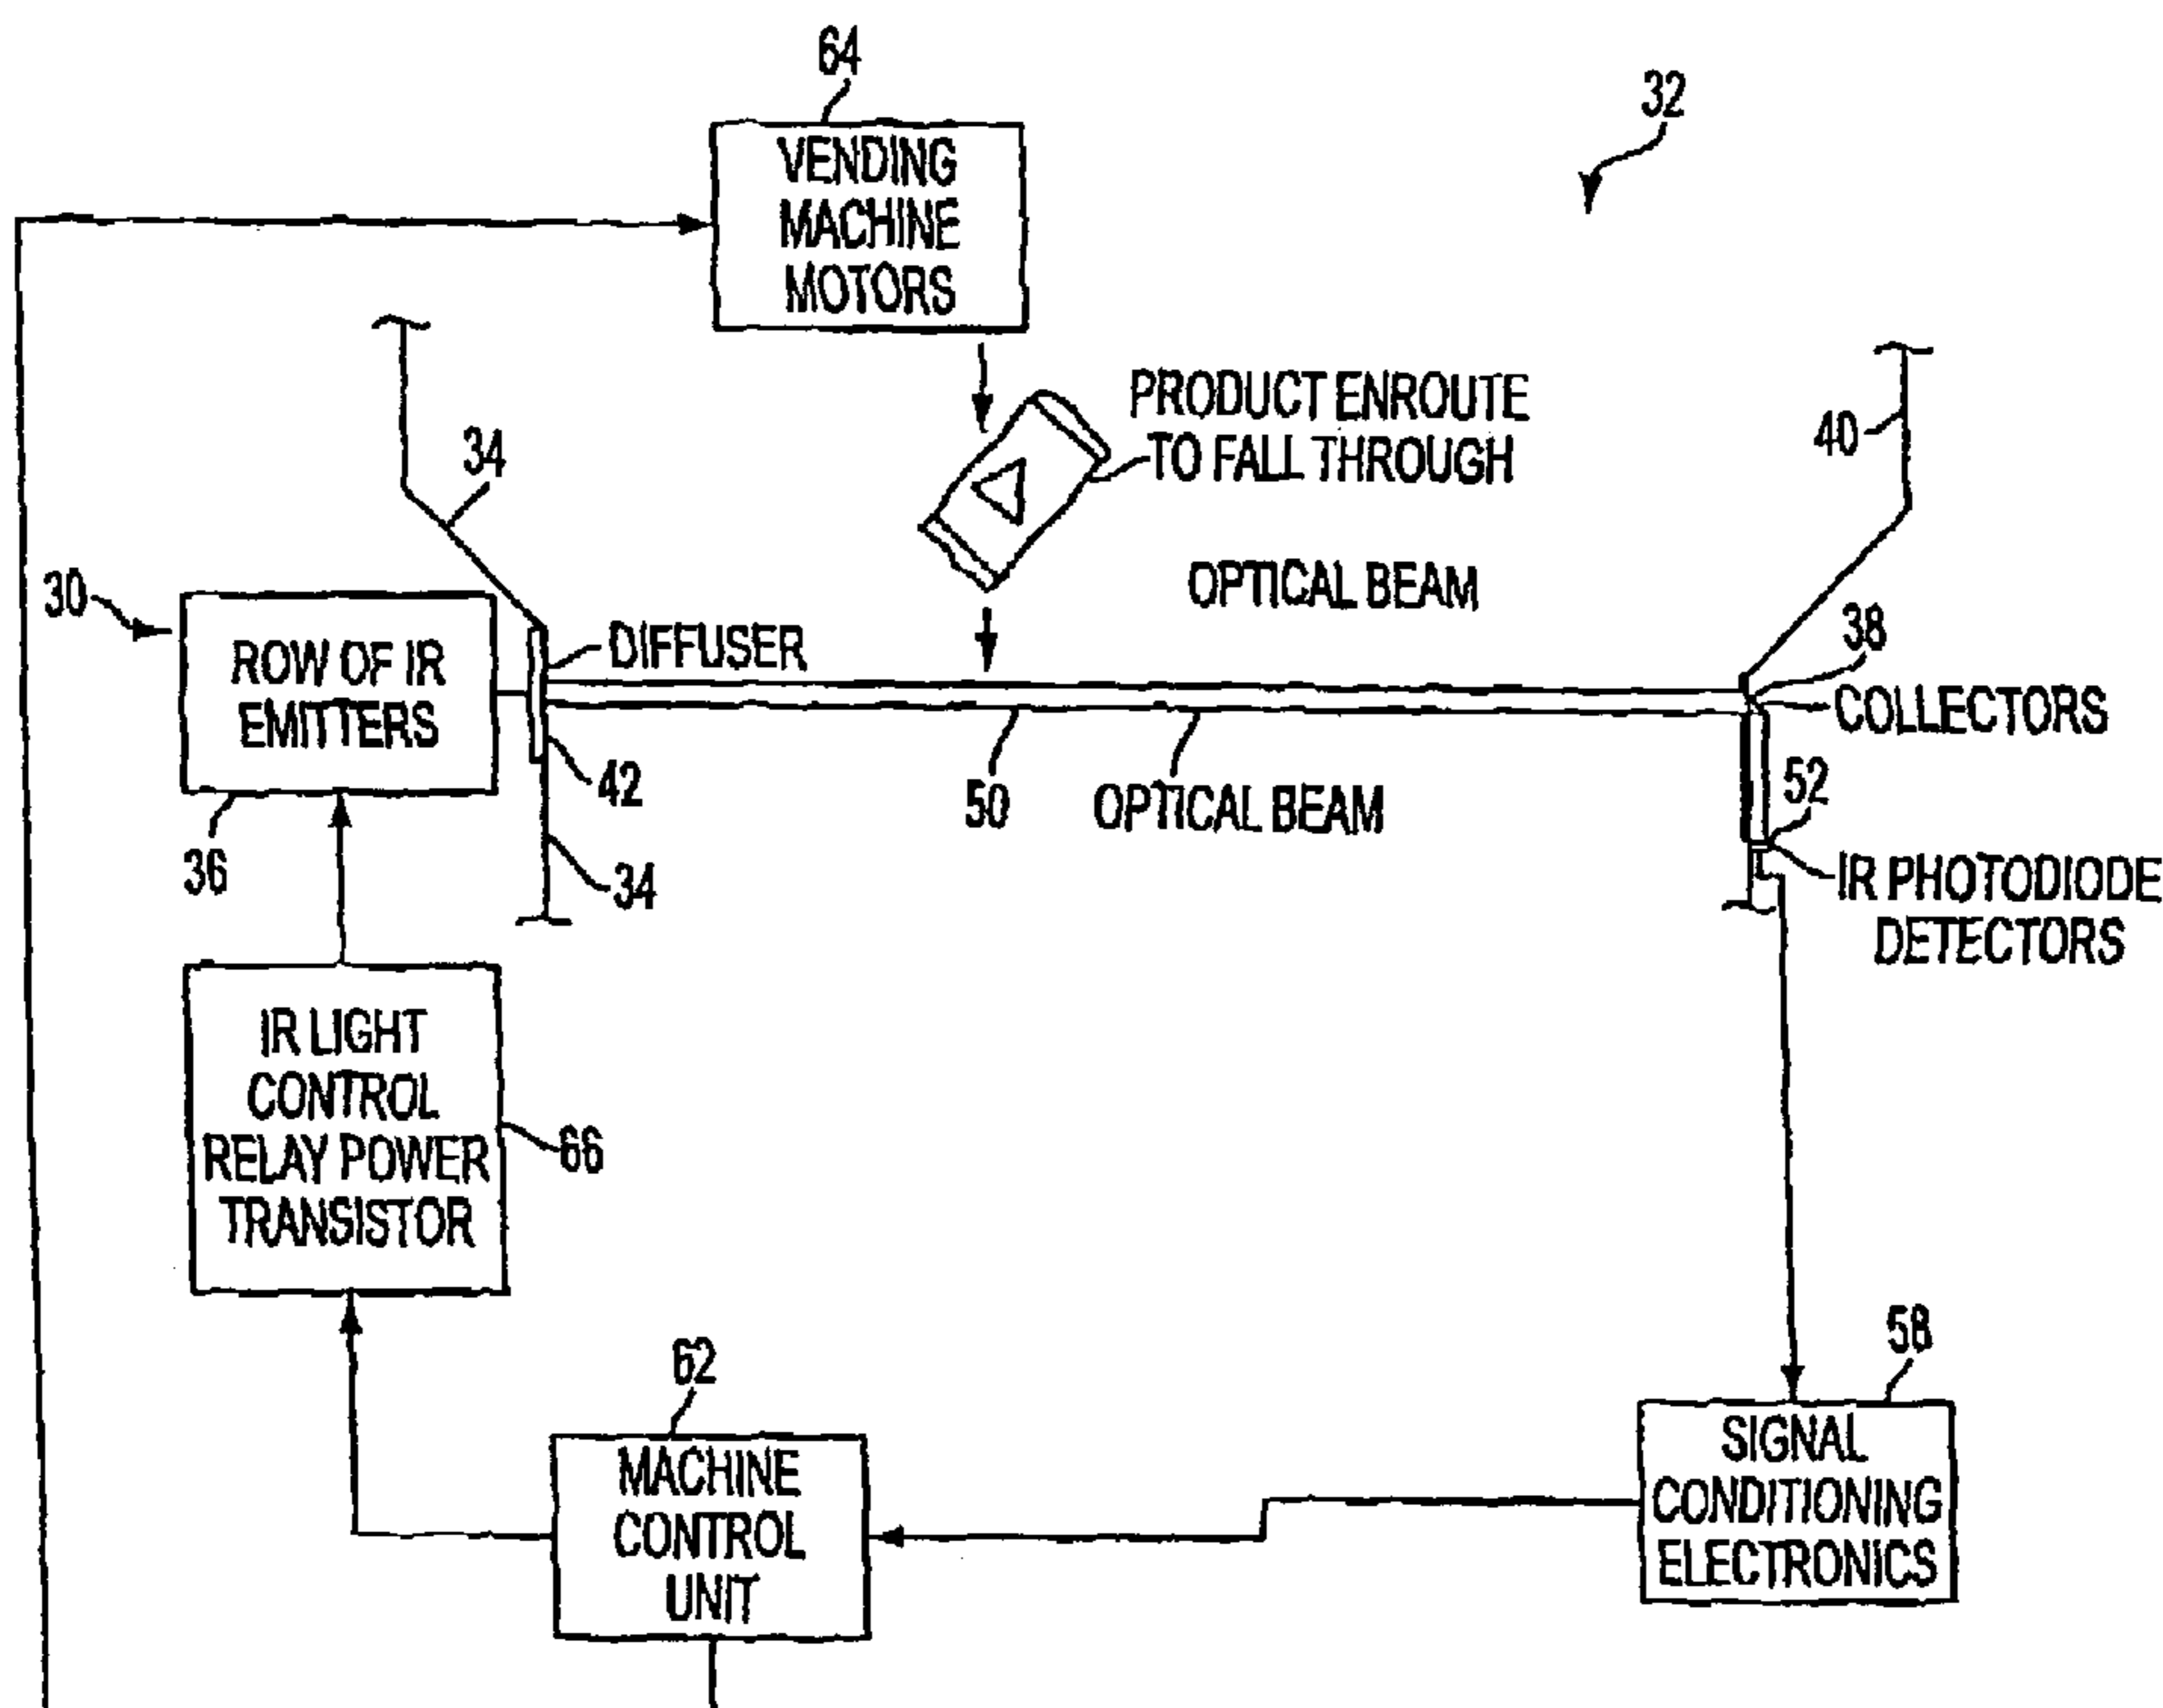 64
32
VENDING
MACHINE
MOTORS
PRODUCT ENROUTE
TO FALL THROUGH
40
34
OPTICAL BEAM
30
ROW OF IR
EMITTERS
DIFFUSER
38
COLLECTORS
42
50
OPTICAL BEAM
52
36
34
IR PHOTODIODE
DETECTORS
IR LIGHT
CONTROL
RELAY POWER
TRANSISTOR
66
62
58
MACHINE
CONTROL
UNIT
SIGNAL
CONDITIONING
ELECTRONICS